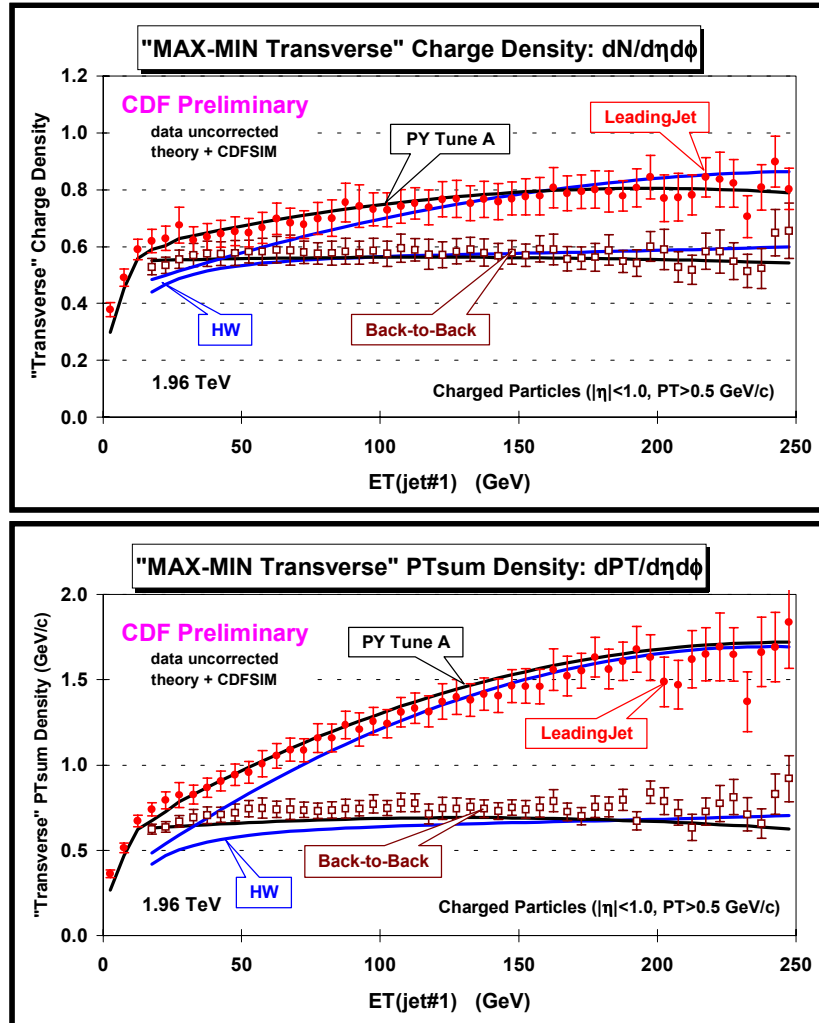 "MAX-MIN Transverse" Charge Density: dN/dηdϕ
1.2
1.0
0.8
0.6
0.4
0.2
0.0
"Transverse" Charge Density
CDF Preliminary
data uncorrected
theory + CDFSIM
PY Tune A
LeadingJet
HW
Back-to-Back
1.96 TeV
Charged Particles (|η|<1.0, PT>0.5 GeV/c)
0 50 100 150 200 250
ET(jet#1) (GeV)
"MAX-MIN Transverse" PTsum Density: dPT/dηdϕ
2.0
1.5
1.0
0.5
0.0
"Transverse" PTsum Density (GeV/c)
CDF Preliminary
data uncorrected
theory + CDFSIM
PY Tune A
LeadingJet
Back-to-Back
HW
1.96 TeV
Charged Particles (|η|<1.0, PT>0.5 GeV/c)
0 50 100 150 200 250
ET(jet#1) (GeV)